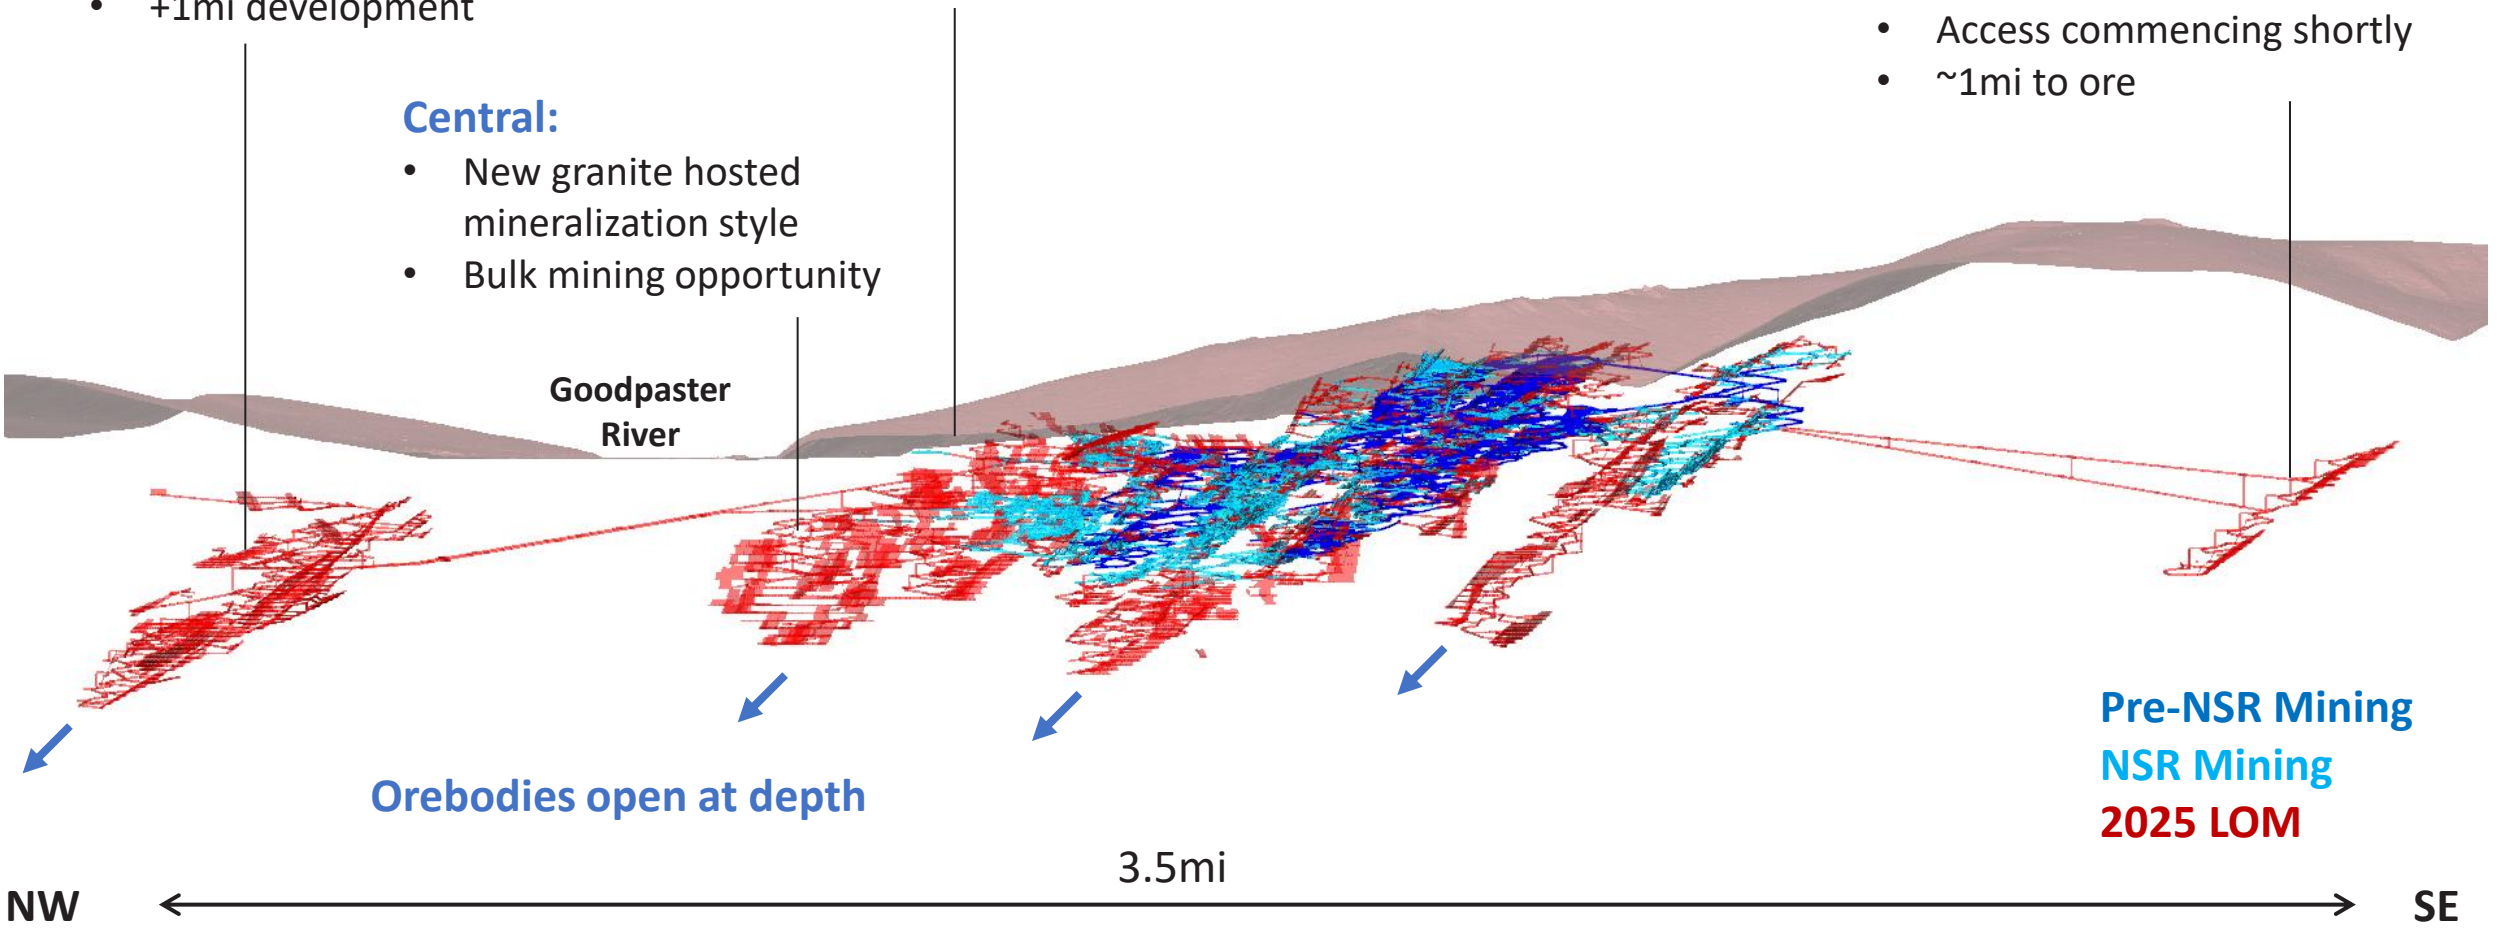 • +1mi development
Central:
• New granite hosted
mineralization style
• Bulk mining opportunity
• Access commencing shortly
• ~1mi to ore
Goodpaster
River
Orebodies open at depth
Pre-NSR Mining
NSR Mining
2025 LOM
3.5mi
NW
SE